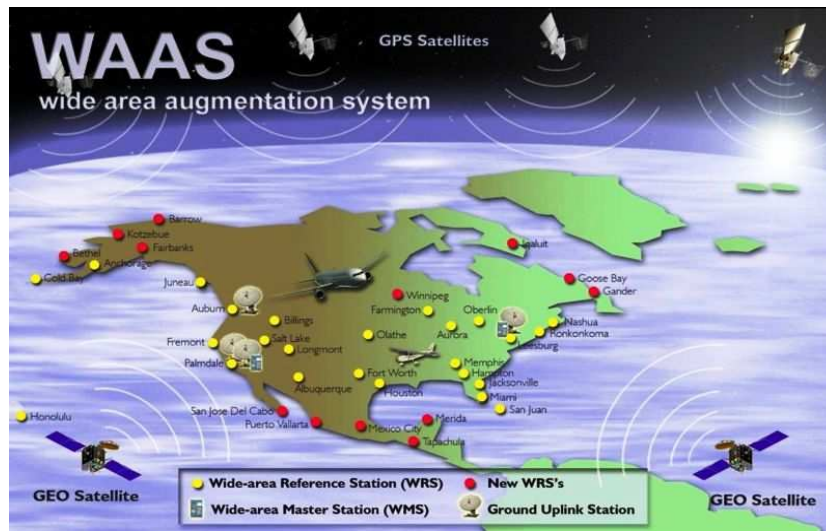 WAAS
wide area augmentation system
GPS Satellites
Barrow
Kotzebue
Fairbanks
Bethel
Anchorage
Cold Bay
Juneau
Iqaluit
Goose Bay
Gander
Winnipeg
Farmington
Oberlin
Auburn
Billings
Nashua
Ronkonkoma
Leesburg
Aurora
Olathe
Fremont
Salt Lake
Longmont
Palmdale
Memphis
Hampton
Fort Worth
Albuquerque
Jacksonville
Houston
Miami
San Juan
Honolulu
San Jose Del Cabo
Puerto Vallarta
Mexico City
Merida
Tapachula
GEO Satellite
GEO Satellite
Wide-area Reference Station (WRS)
New WRS's
Wide-area Master Station (WMS)
Ground Uplink Station